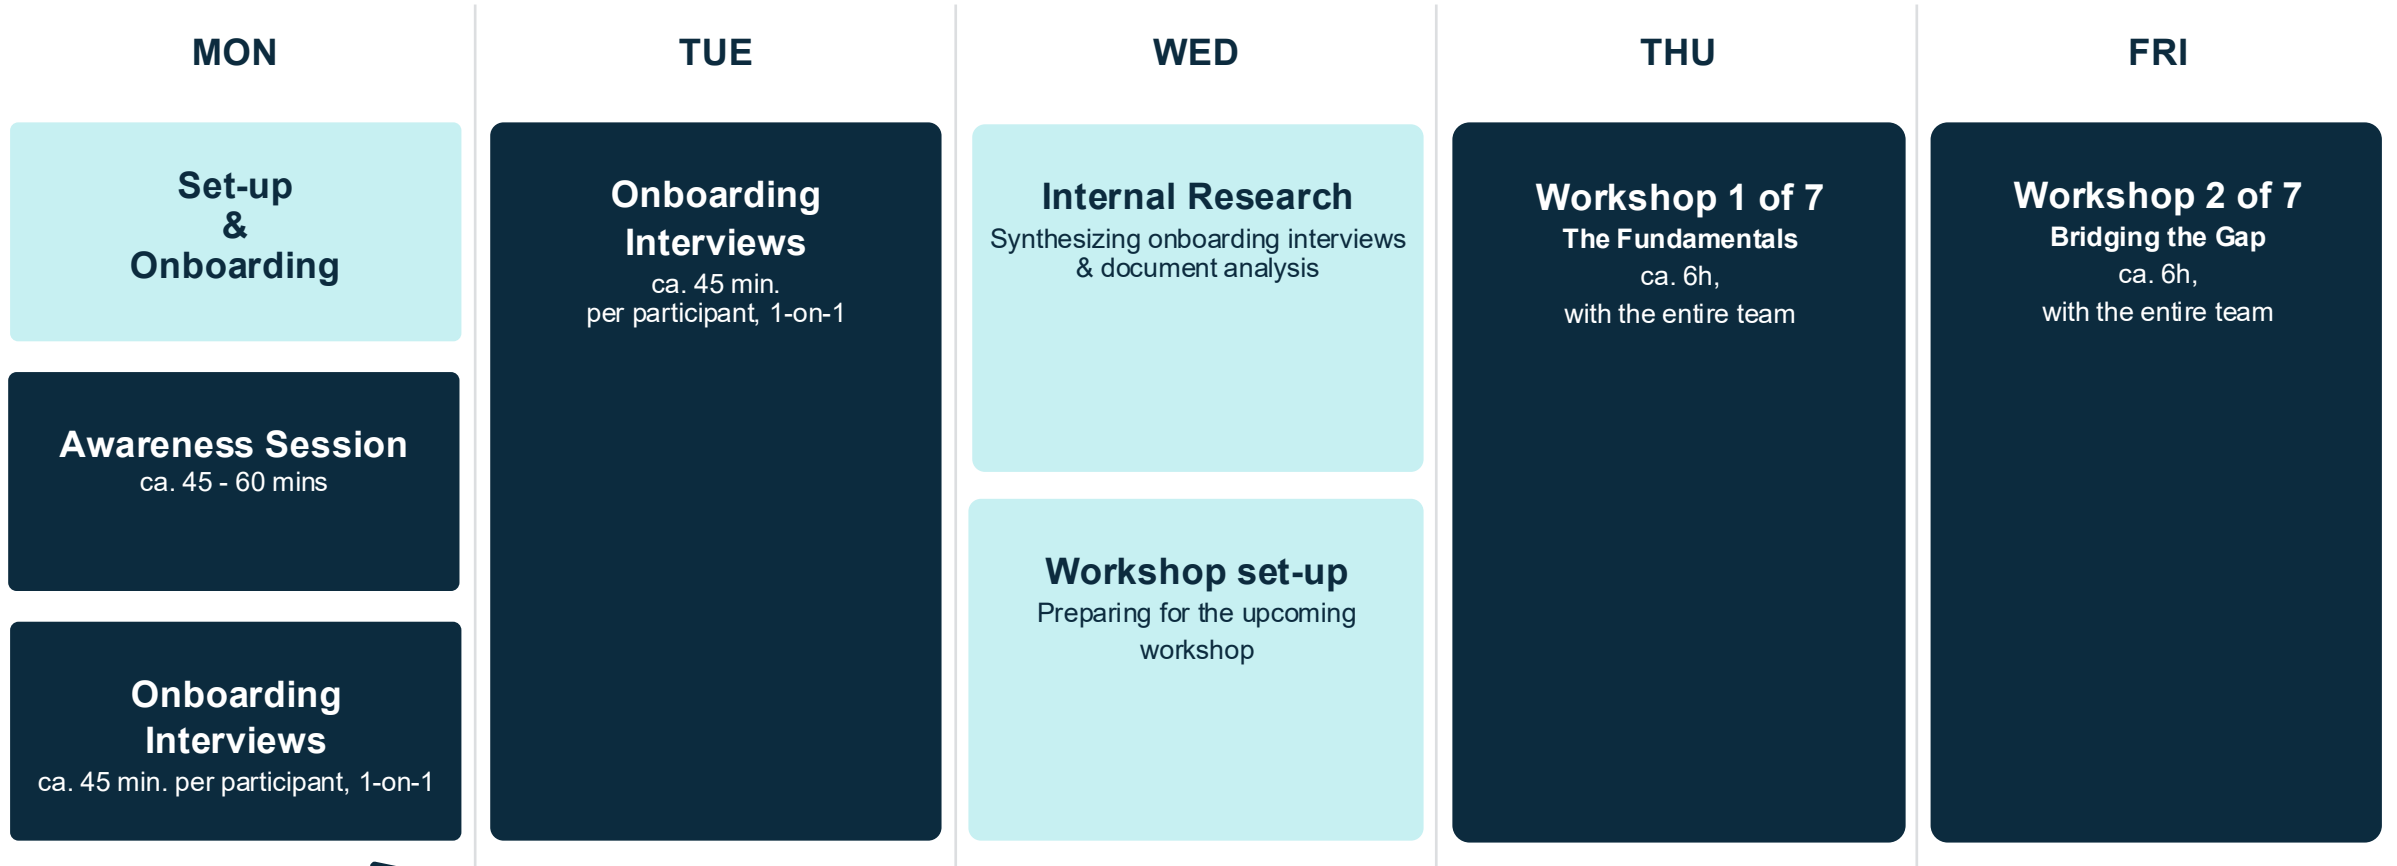 MON
Set-up
&
Onboarding
Awareness Session
ca. 45 - 60 mins
Onboarding
Interviews
ca. 45 min. per participant, 1-on-1
TUE
Onboarding
Interviews
ca. 45 min.
per participant, 1-on-1
WED
Internal Research
Synthesizing onboarding interviews
& document analysis
Workshop set-up
Preparing for the upcoming
workshop
THU
Workshop 1 of 7
The Fundamentals
ca. 6h,
with the entire team
FRI
Workshop 2 of 7
Bridging the Gap
ca. 6h,
with the entire team